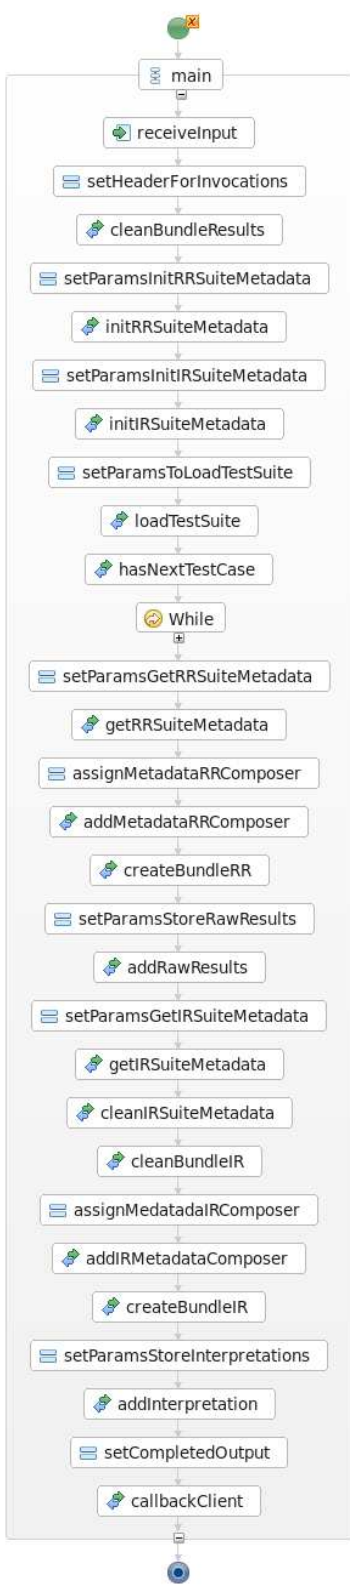 main
receiveInput
setHeaderForInvocations
cleanBundleResults
setParamsInitRRSuiteMetadata
initRRSuiteMetadata
setParamsInitIRSuiteMetadata
initIRSuiteMetadata
setParamsToLoadTestSuite
loadTestSuite
hasNextTestCase
While
setParamsGetRRSuiteMetadata
getRRSuiteMetadata
assignMetadataRRComposer
addMetadataRRComposer
createBundleRR
setParamsStoreRawResults
addRawResults
setParamsGetIRSuiteMetadata
getIRSuiteMetadata
cleanIRSuiteMetadata
cleanBundleIR
assignMedatadaIRComposer
addIRMetadataComposer
createBundleIR
setParamsStoreInterpretations
addInterpretation
setCompletedOutput
callbackClient